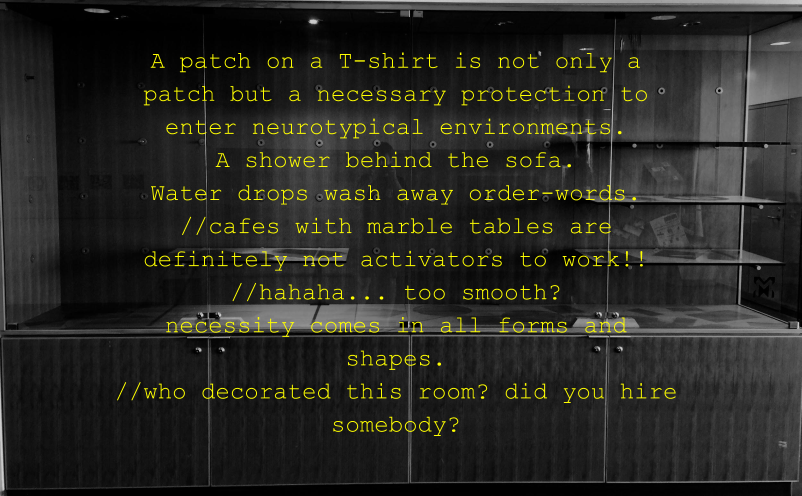 A patch on a T-shirt is not only a
patch but a necessary protection to
enter neurotypical environments.
A shower behind the sofa.
Water drops wash away order-words.
//cafes with marble tables are
definitely not activators to work!!
//hahaha... too smooth?
necessity comes in all forms and
shapes.
//who decorated this room? did you hire
somebody?